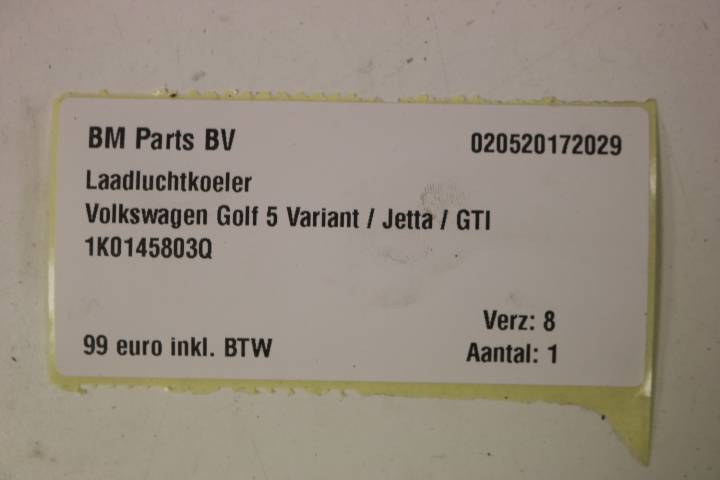 BM Parts BV 020520172029
Laadluchtkoeler
Volkswagen Golf 5 Variant / Jetta / GTI
1K0145803Q
Verz: 8
99 euro inkl. BTW Aantal: 1